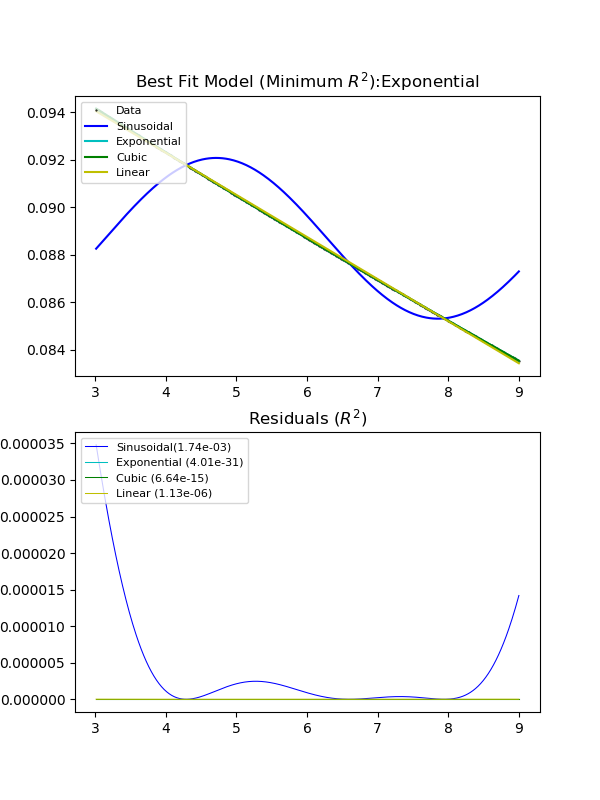 Best Fit Model (Minimum R²):Exponential
0.094
0.092
0.090
0.088
0.086
0.084
Data
Sinusoidal
Exponential
Cubic
Linear
3 4 5 6 7 8 9
Residuals (R²)
0.000035
0.000030
0.000025
0.000020
0.000015
0.000010
0.000005
0.000000
Sinusoidal(1.74e-03)
Exponential (4.01e-31)
Cubic (6.64e-15)
Linear (1.13e-06)
3 4 5 6 7 8 9